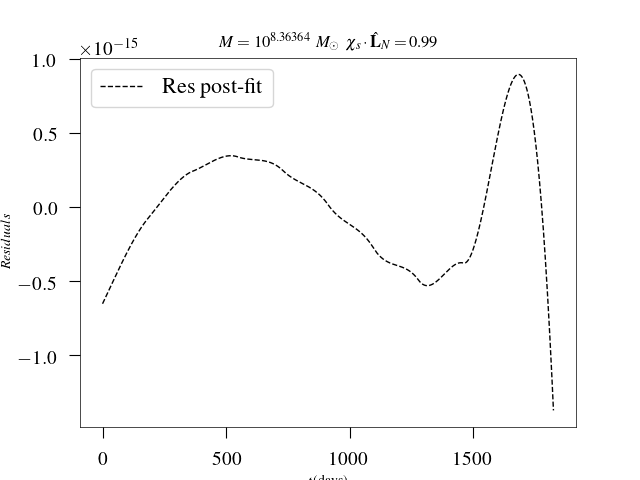 ×10⁻¹⁵
M = 10^8.36364 M_⊙ χ_s · L̂_N = 0.99
1.0
Res post-fit
0.5
0.0
Residuals
−0.5
−1.0
0 500 1000 1500
t(days)